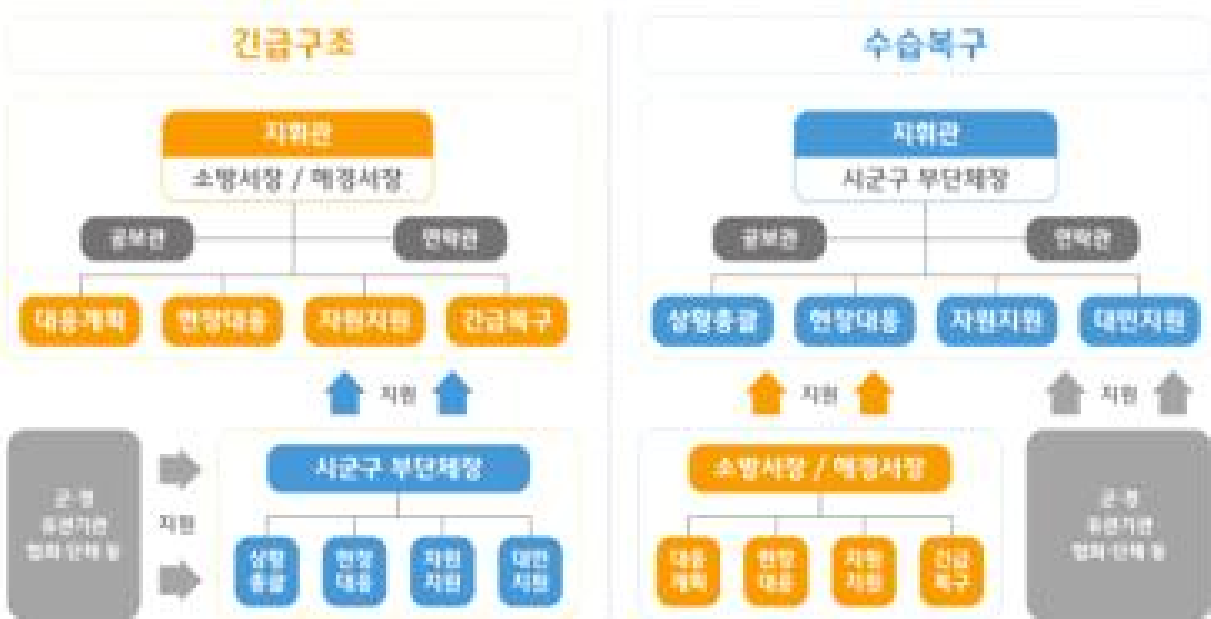 긴급구조
지휘관
소방서장 / 해경서장
공보관
연락관
대응계획
현장대응
자원지원
긴급복구
지원
시군구 부단체장
상황
총괄
현장
대응
자원
지원
대민
지원
군·경
유관기관
협회·단체 등
지원
수습복구
지휘관
시군구 부단체장
공보관
연락관
상황총괄
현장대응
자원지원
대민지원
지원
지원
소방서장 / 해경서장
대응
계획
현장
대응
자원
지원
긴급
복구
군·경
유관기관
협회·단체 등